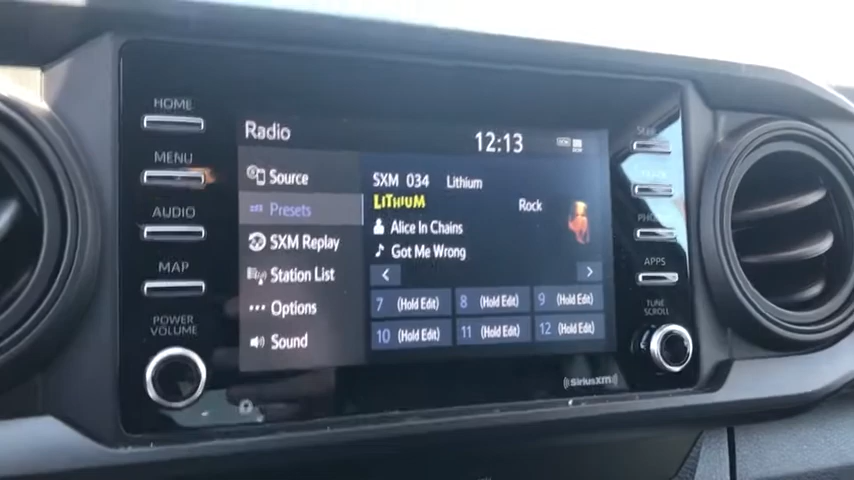 HOME
MENU
AUDIO
MAP
POWER
VOLUME
Radio
12:13
Source
Presets
SXM Replay
Station List
Options
Sound
SXM 034 Lithium
LiTHiUM
Rock
Alice In Chains
Got Me Wrong
< >
7 (Hold Edit) 8 (Hold Edit) 9 (Hold Edit)
10 (Hold Edit) 11 (Hold Edit) 12 (Hold Edit)
APPS
TUNE
SCROLL
SiriusXM